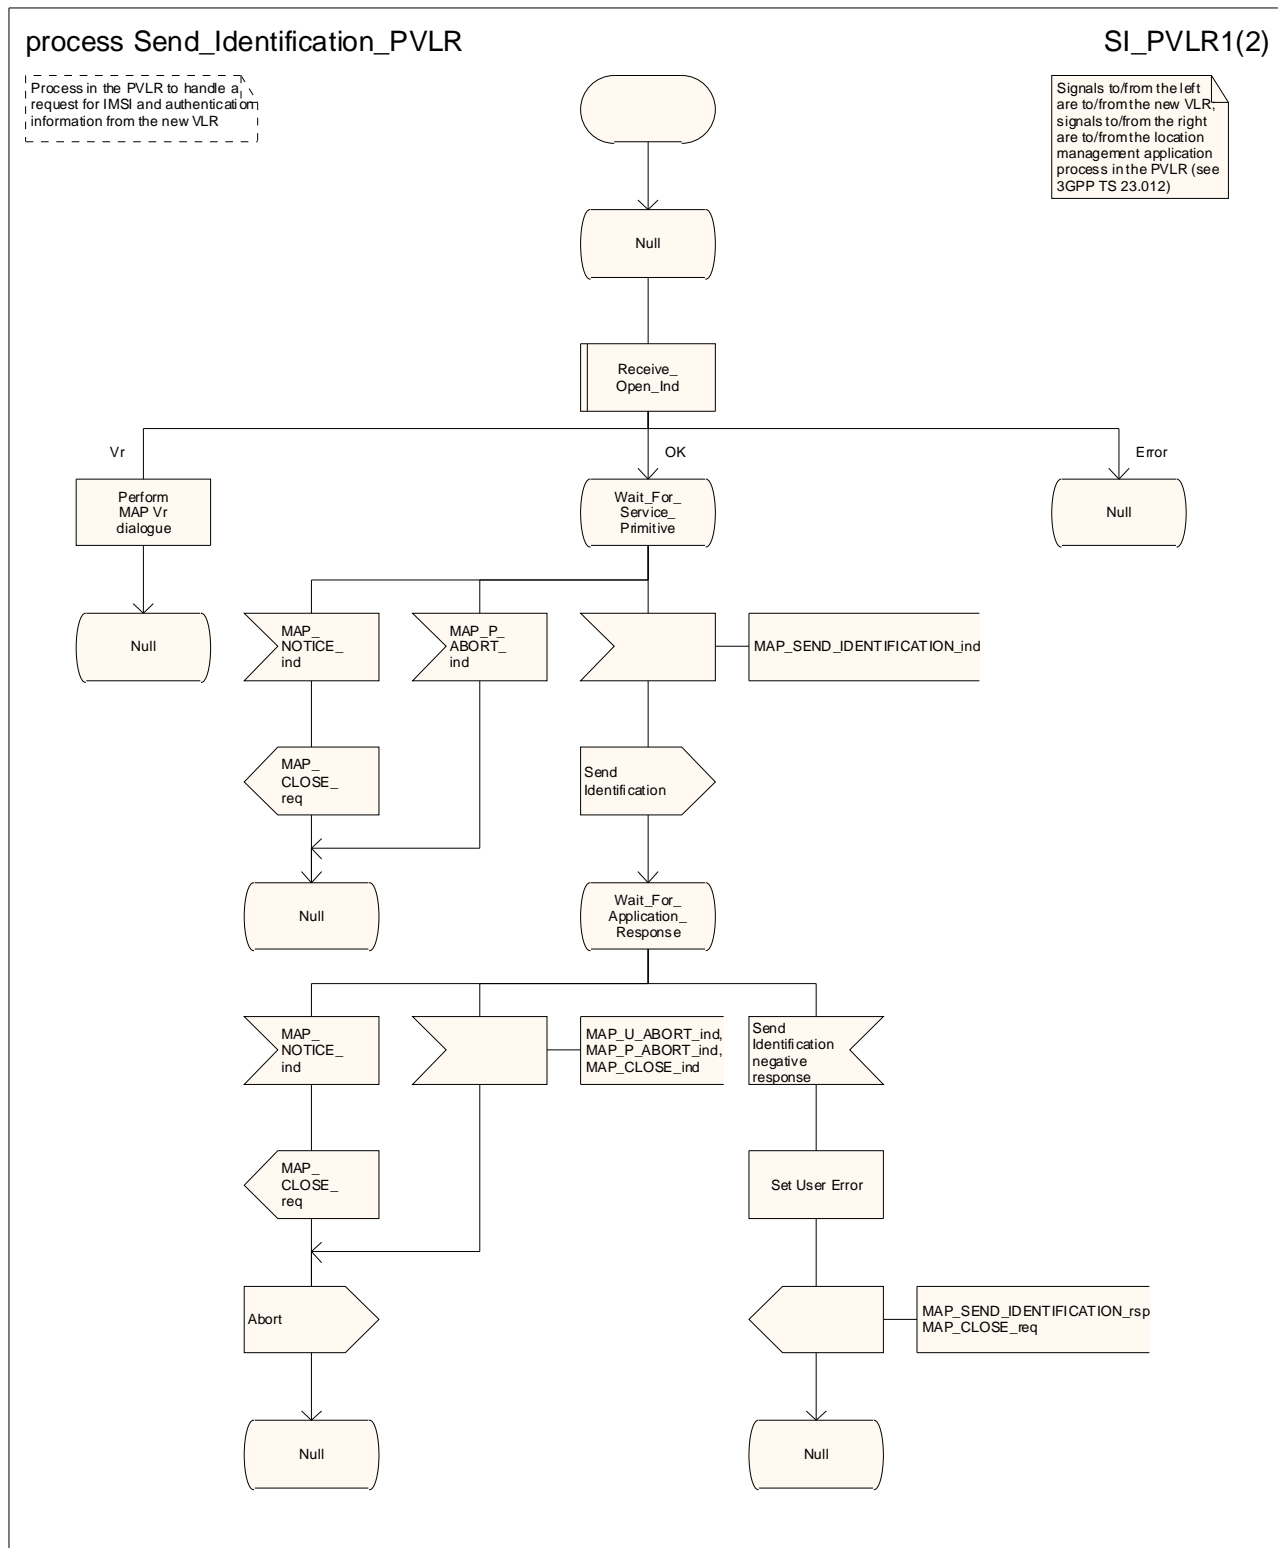 process Send_Identification_PVLR
SI_PVLR1(2)
Process in the PVLR to handle a
request for IMSI and authentication
information from the new VLR
Signals to/from the left
are to/from the new VLR,
signals to/from the right
are to/from the location
management application
process in the PVLR (see
3GPP TS 23.012)
Null
Receive_
Open_Ind
Vr
OK
Error
Perform
MAP Vr
dialogue
Wait_For_
Service_
Primitive
Null
Null
MAP_
NOTICE_
ind
MAP_P_
ABORT_
ind
MAP_SEND_IDENTIFICATION_ind
MAP_
CLOSE_
req
Send
Identification
Null
Wait_For_
Application_
Response
MAP_
NOTICE_
ind
MAP_U_ABORT_ind,
MAP_P_ABORT_ind,
MAP_CLOSE_ind
Send
Identification
negative
response
MAP_
CLOSE_
req
Set User Error
Abort
MAP_SEND_IDENTIFICATION_rsp
MAP_CLOSE_req
Null
Null